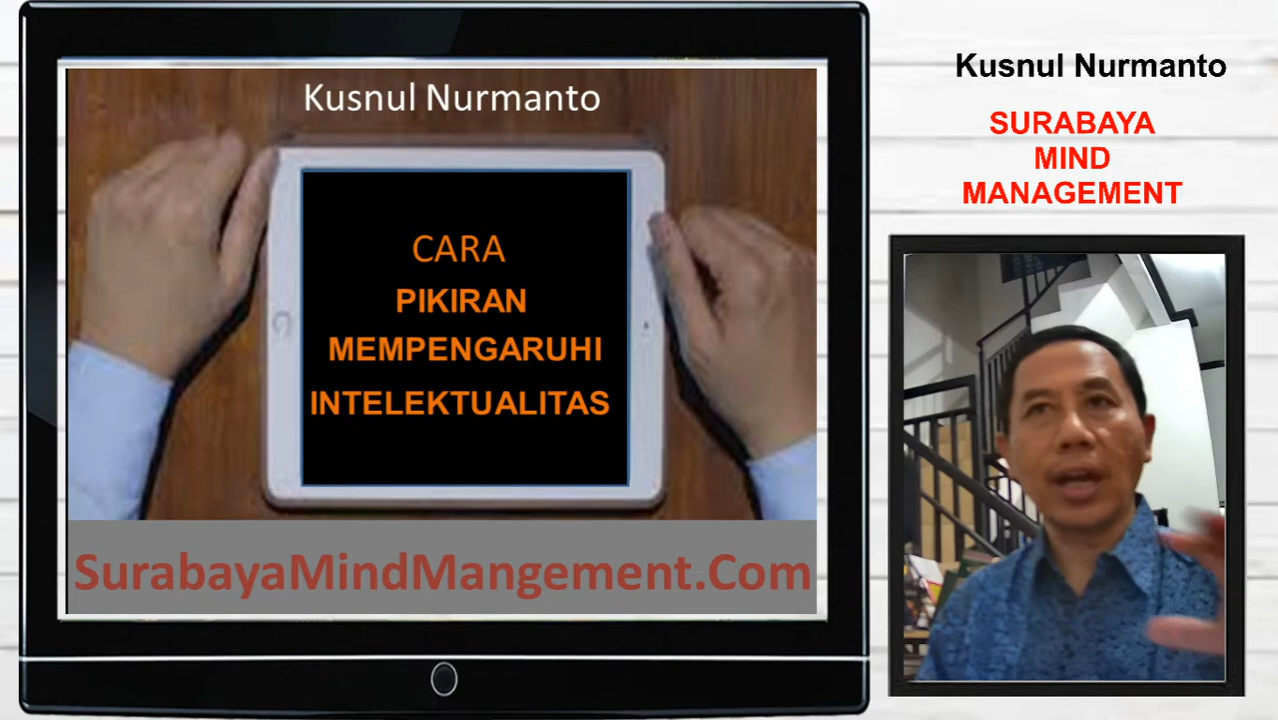 Kusnul Nurmanto
CARA
PIKIRAN
MEMPENGARUHI
INTELEKTUALITAS
SurabayaMindMangement.Com
Kusnul Nurmanto
SURABAYA
MIND
MANAGEMENT